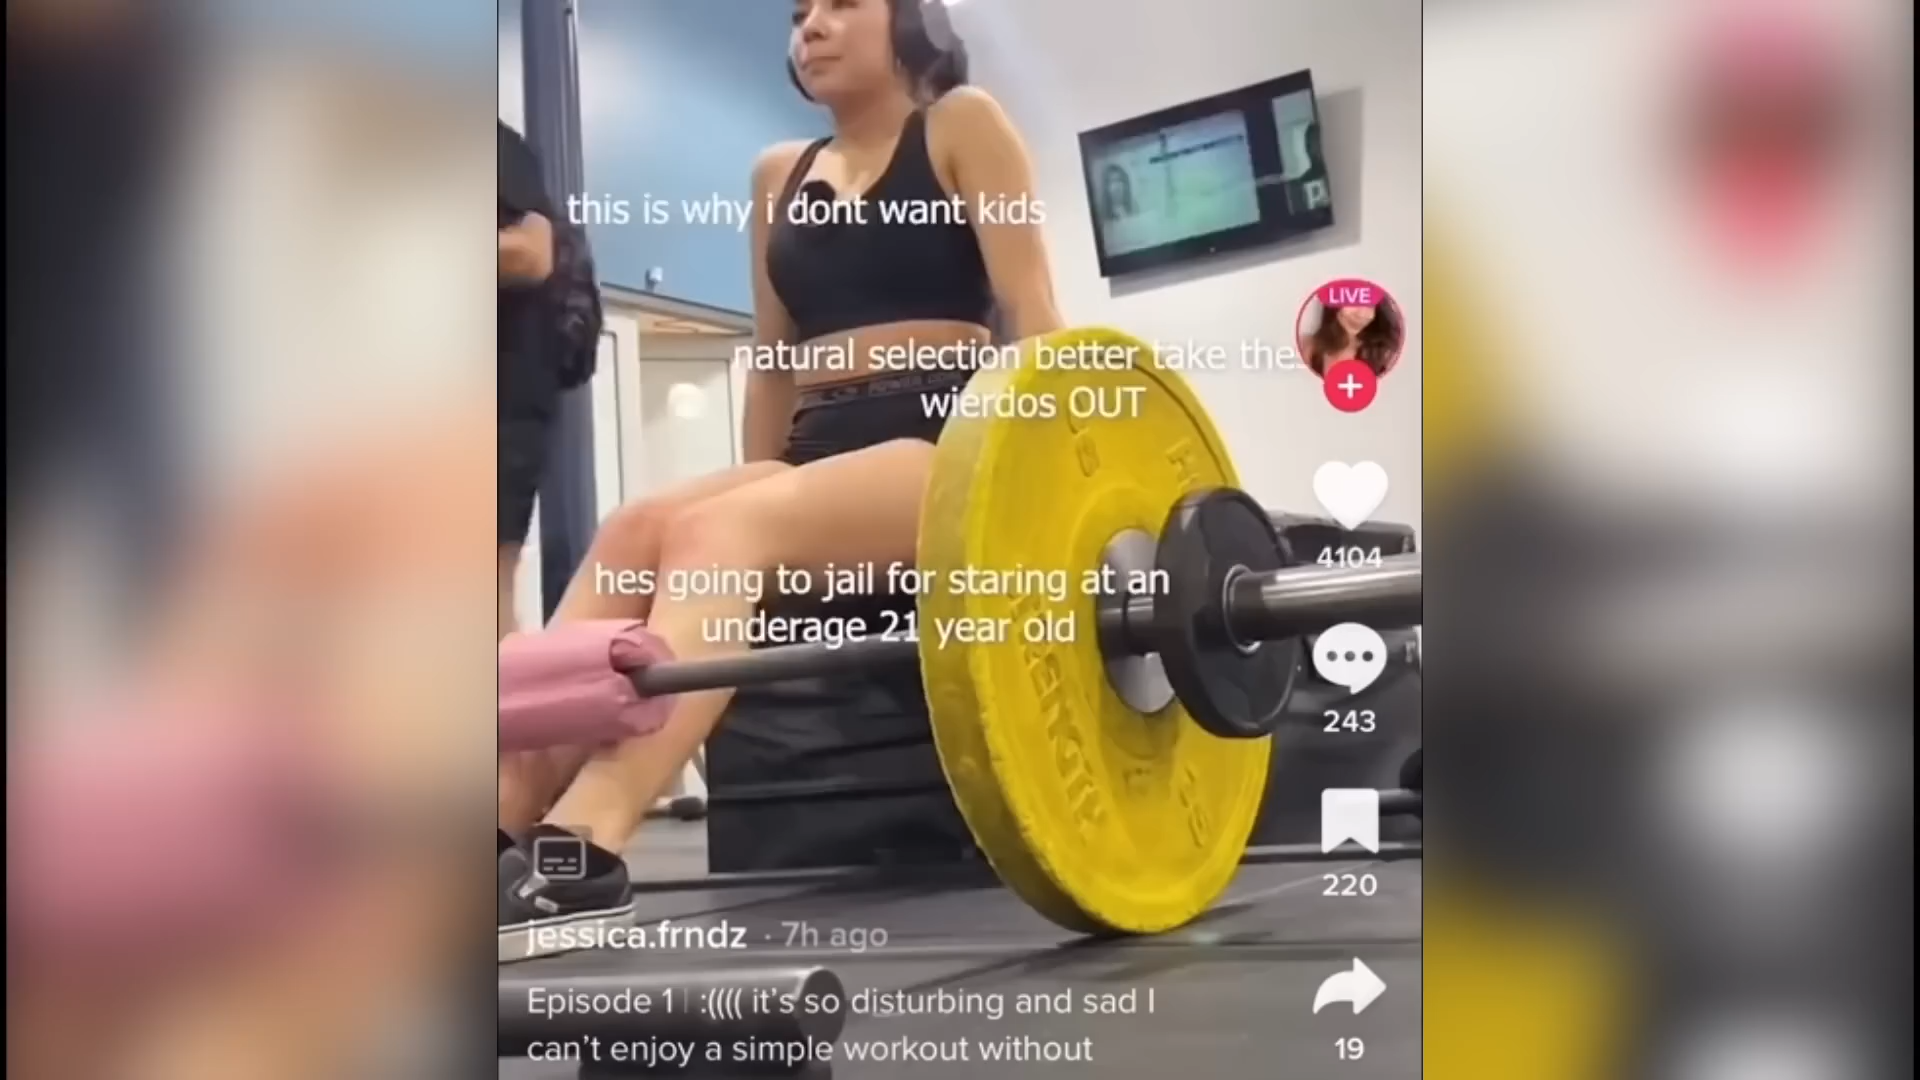 this is why i dont want kids
natural selection better take the
wierdos OUT
hes going to jail for staring at an
underage 21 year old
LIVE
4104
243
220
19
jessica.frndz · 7h ago
Episode 1 :(((( it’s so disturbing and sad I
can’t enjoy a simple workout without